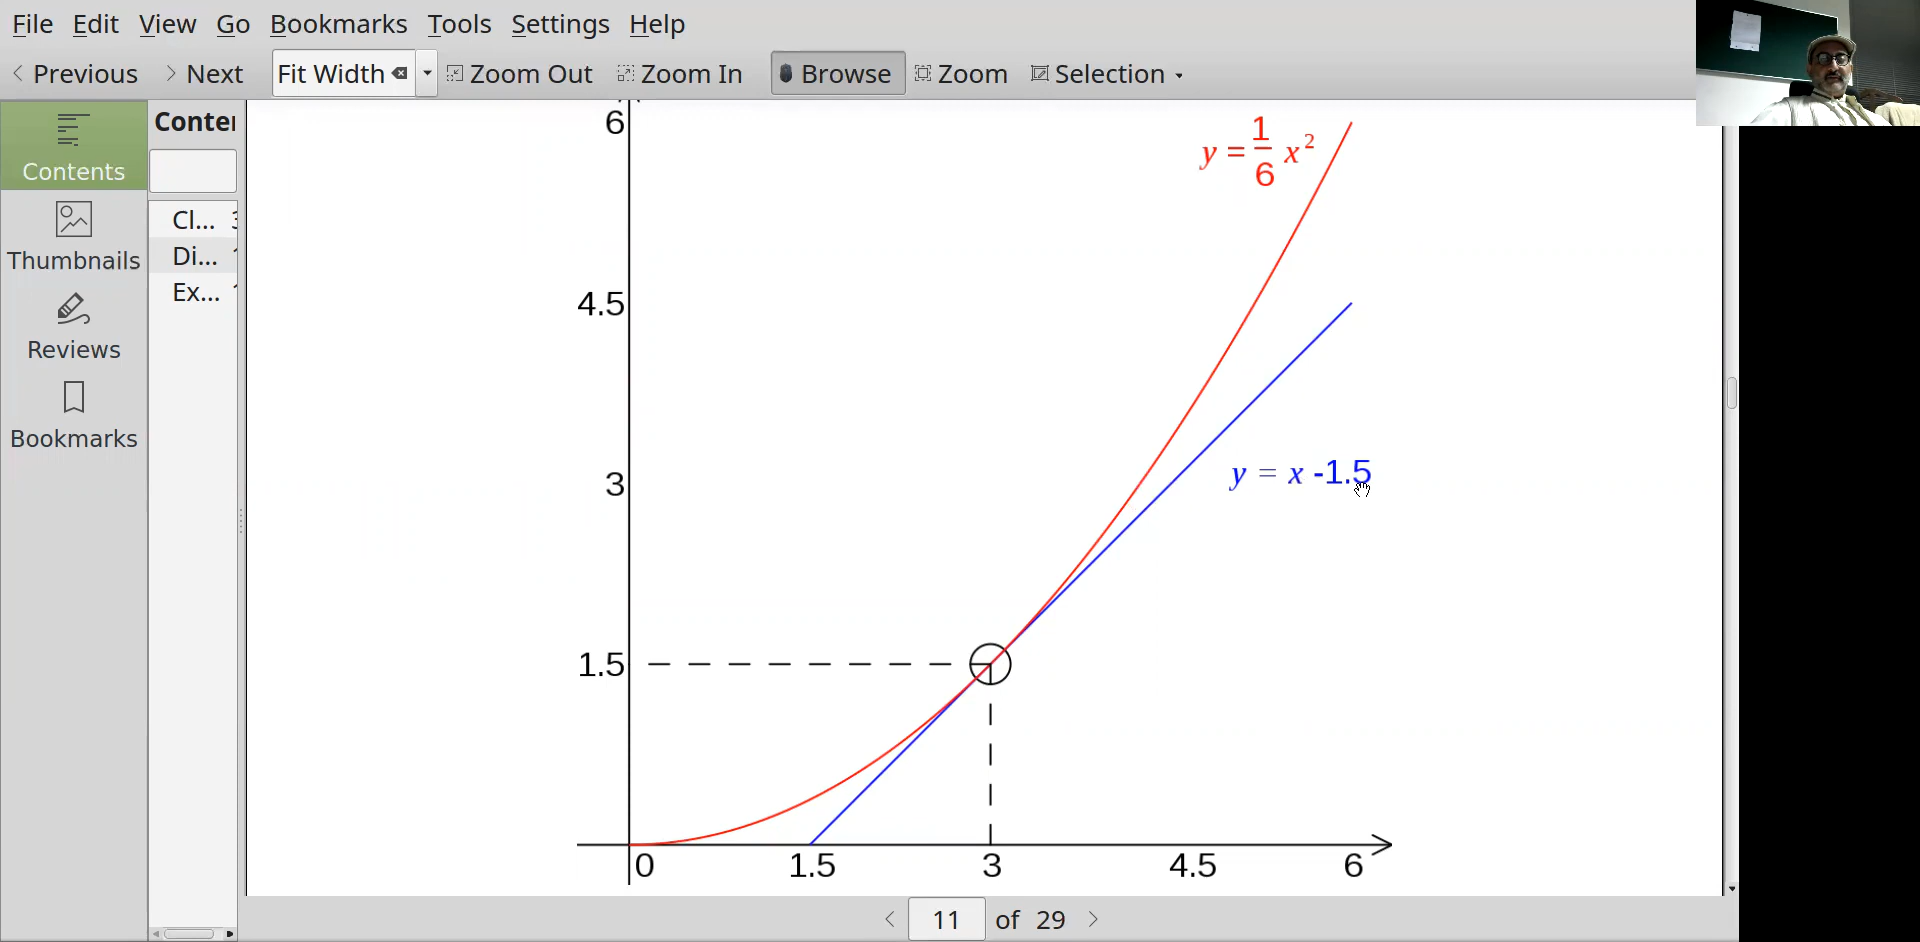 File Edit View Go Bookmarks Tools Settings Help
Previous Next Fit Width Zoom Out Zoom In Browse Zoom Selection
Contents
Thumbnails
Reviews
Bookmarks
Conter
Cl... 3
Di...
Ex...
6
4.5
3
1.5
0 1.5 3 4.5 6
y = 1/6 x²
y = x -1.5
11 of 29